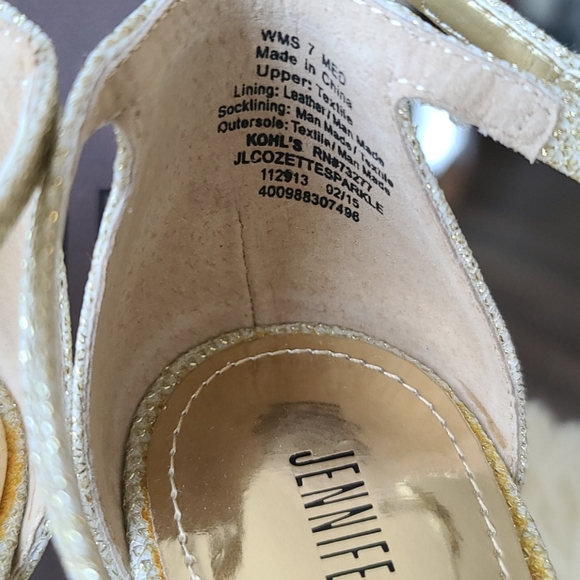 WMS 7 MED
Made in China
Upper: Textile
Lining: Leather/Man Made
Socklining: Man Made/Textile
Outersole: Textile/Man Made
KOHL'S RN#73277
JLCOZETTESPARKLE
112913 02/15
400988307496
JENNIFE